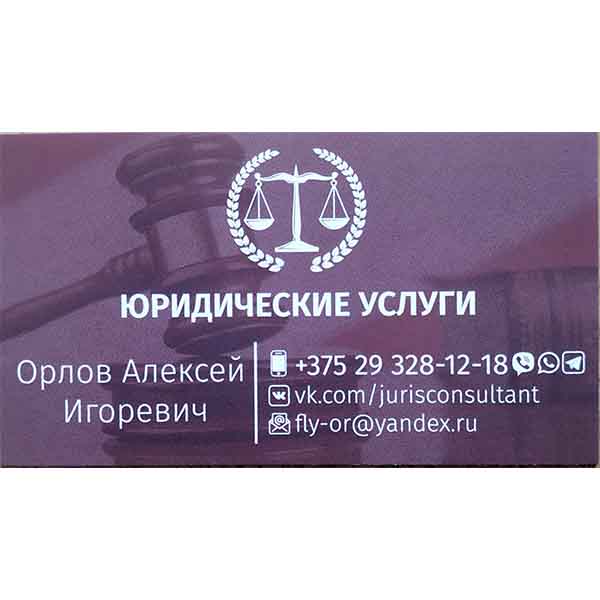 ЮРИДИЧЕСКИЕ УСЛУГИ
Орлов Алексей
Игоревич
+375 29 328-12-18
vk.com/jurisconsultant
fly-or@yandex.ru